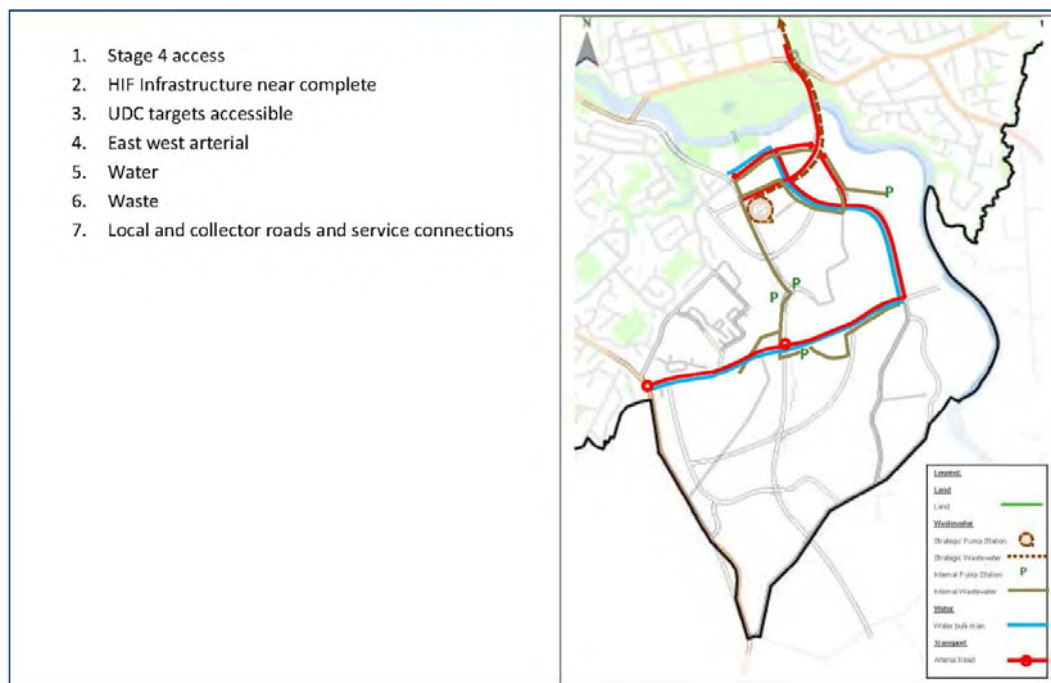 1. Stage 4 access
2. HIF Infrastructure near complete
3. UDC targets accessible
4. East west arterial
5. Water
6. Waste
7. Local and collector roads and service connections
N
P
P
P
P
Legend:
Land
Land
Wastewater
Strategic Pump Station
Strategic Wastewater
Internal Pump Station P
Internal Wastewater
Water
Water bulk main
Transport
Arterial Road